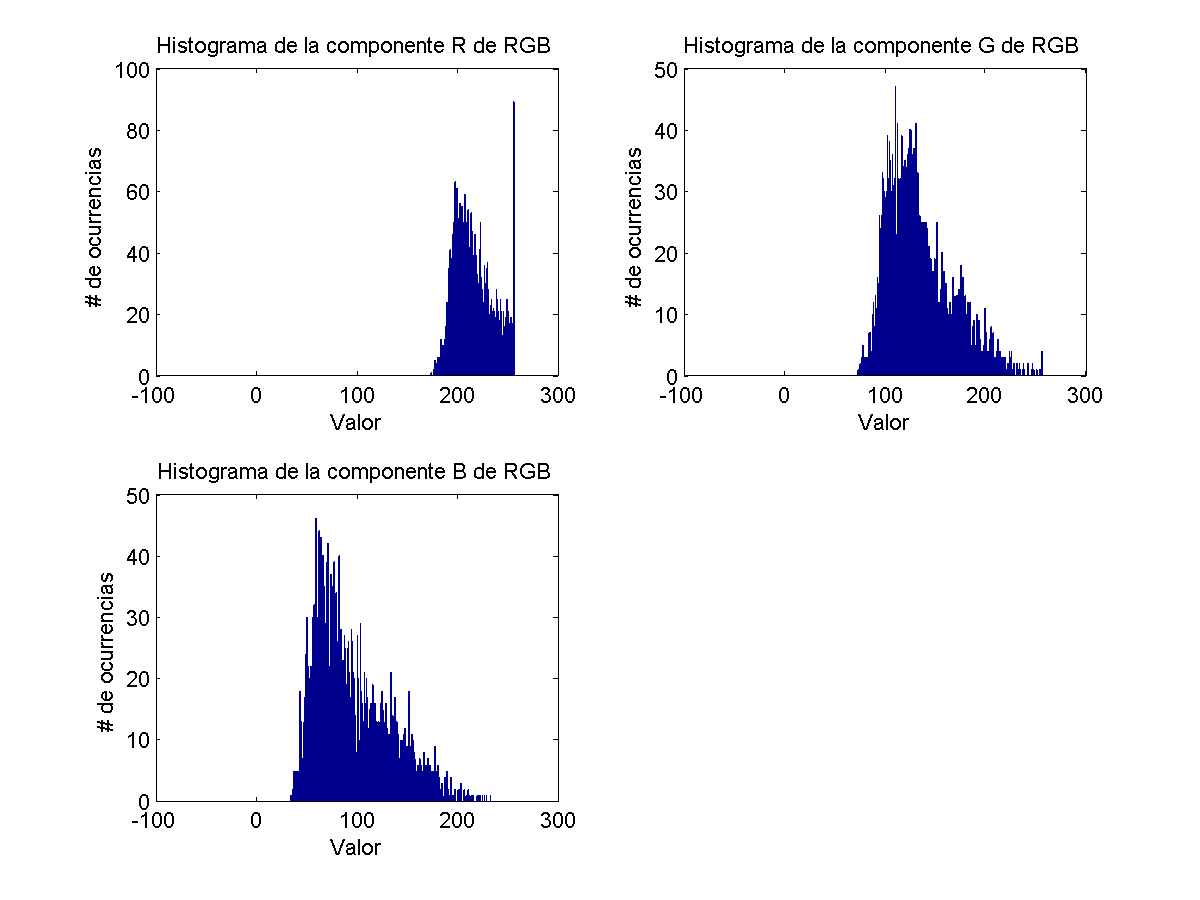 Histograma de la componente R de RGB
100
80
60
40
20
0
# de ocurrencias
-100 0 100 200 300
Valor
Histograma de la componente G de RGB
50
40
30
20
10
0
# de ocurrencias
-100 0 100 200 300
Valor
Histograma de la componente B de RGB
50
40
30
20
10
0
# de ocurrencias
-100 0 100 200 300
Valor